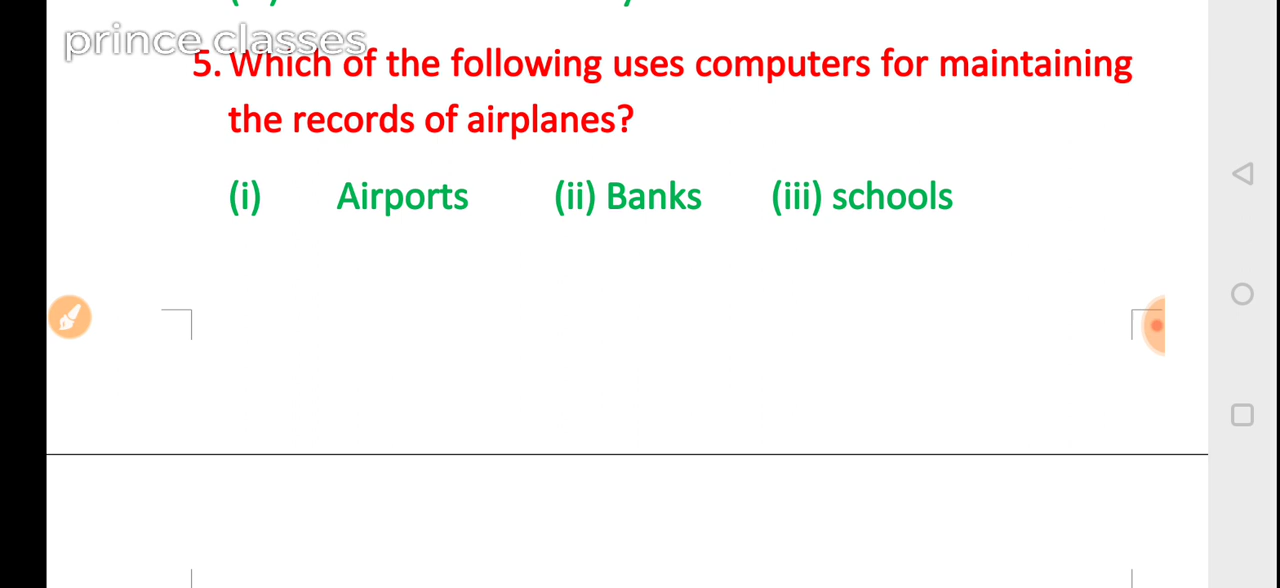 prince classes
5. Which of the following uses computers for maintaining
the records of airplanes?
(i) Airports (ii) Banks (iii) schools